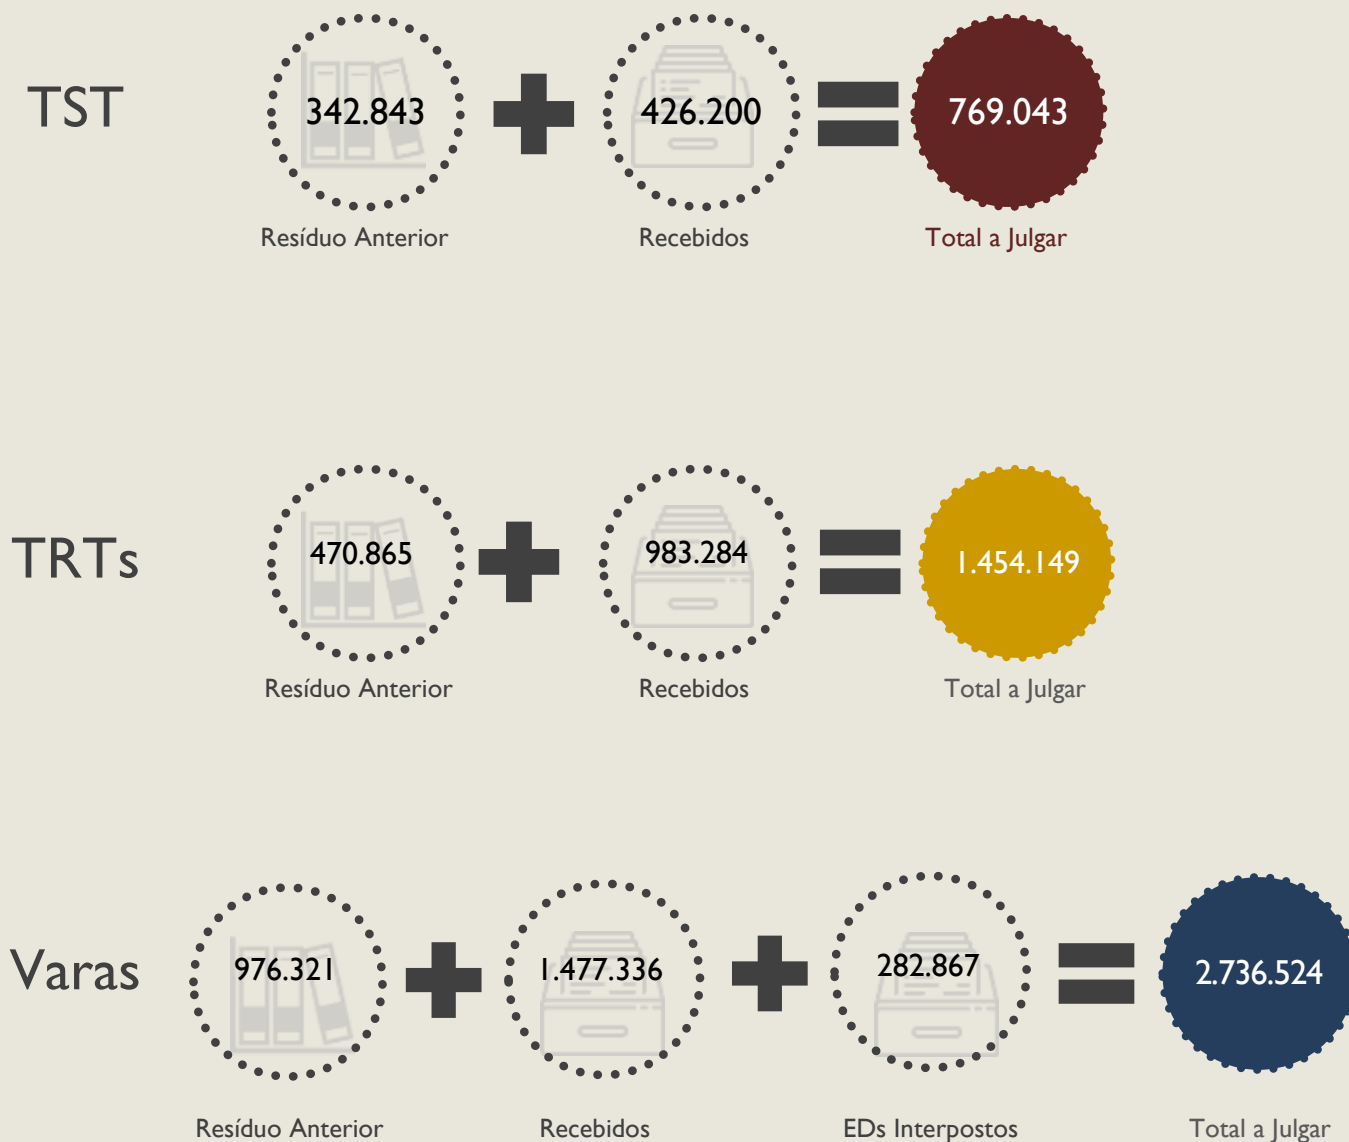 TST
342.843
426.200
769.043
Resíduo Anterior
Recebidos
Total a Julgar
TRTs
470.865
983.284
1.454.149
Resíduo Anterior
Recebidos
Total a Julgar
Varas
976.321
1.477.336
282.867
2.736.524
Resíduo Anterior
Recebidos
EDs Interpostos
Total a Julgar